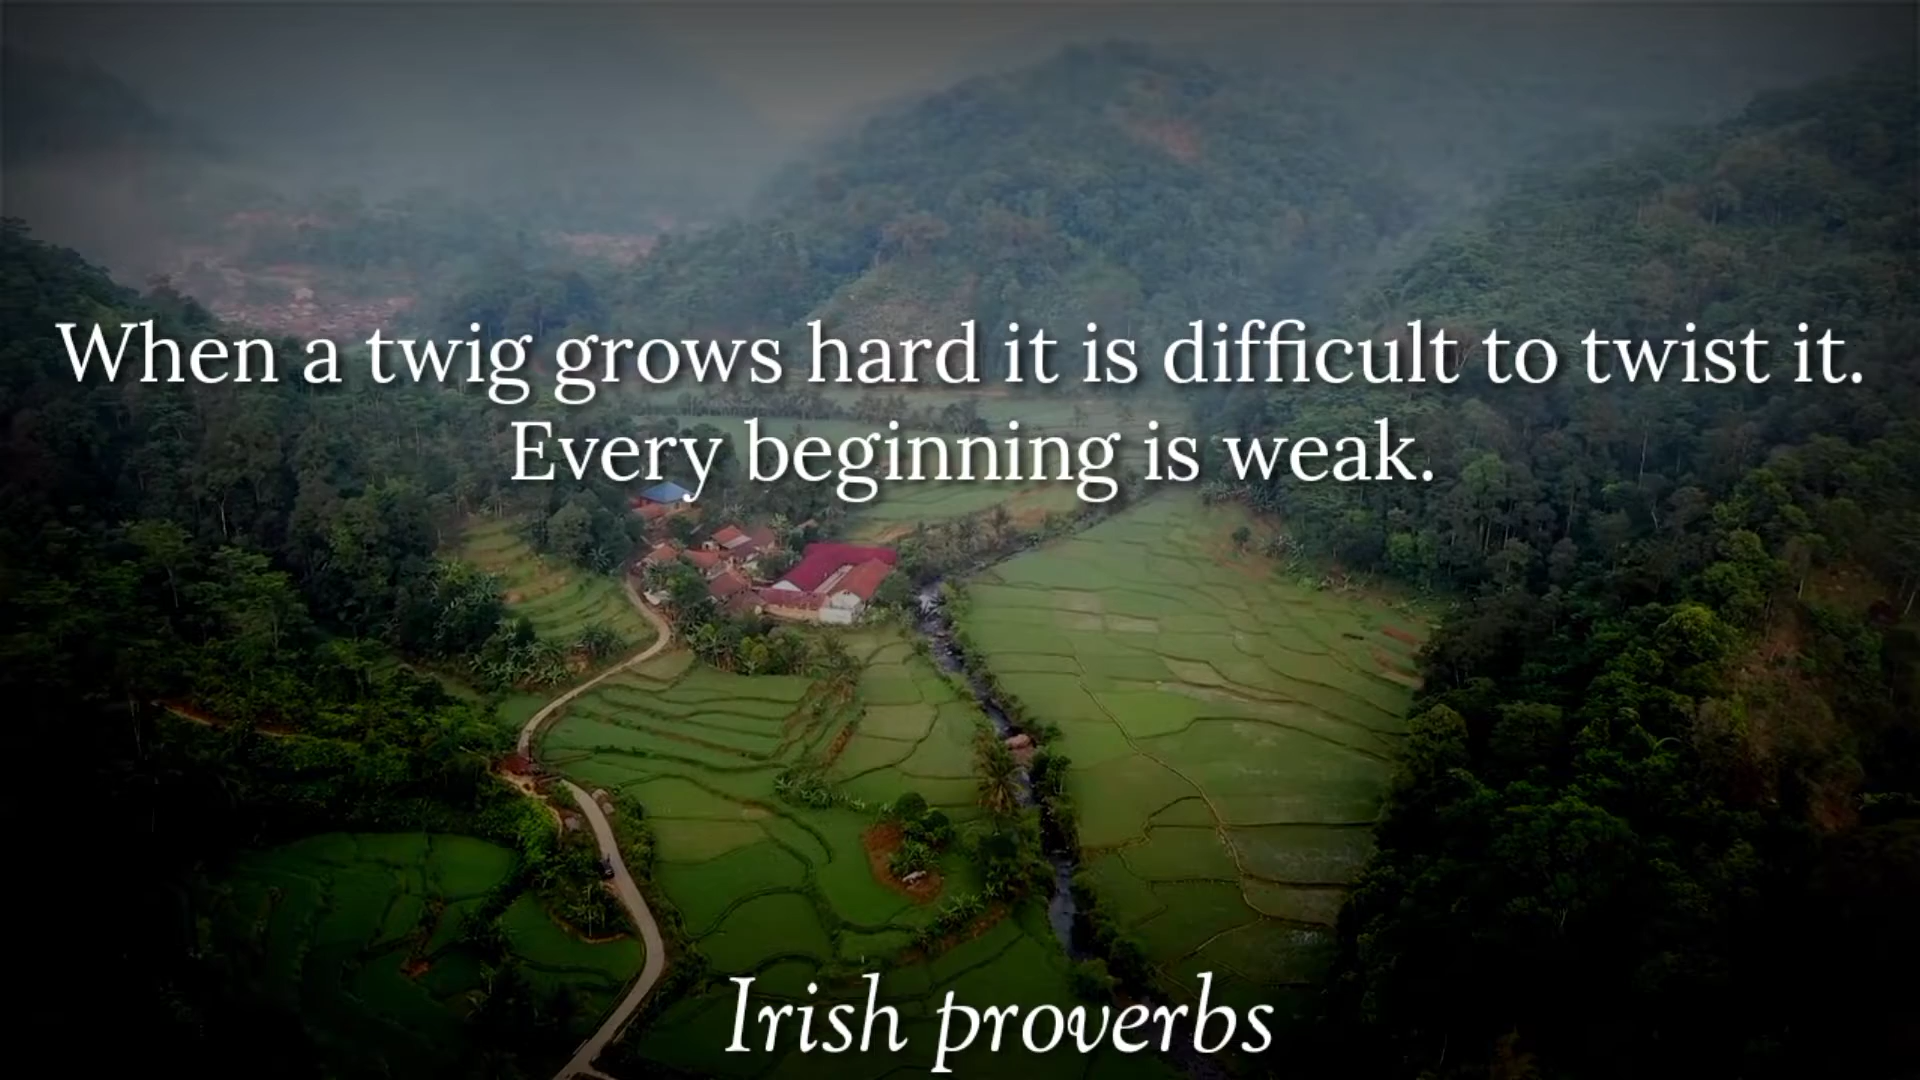 When a twig grows hard it is difficult to twist it.
Every beginning is weak.
Irish proverbs